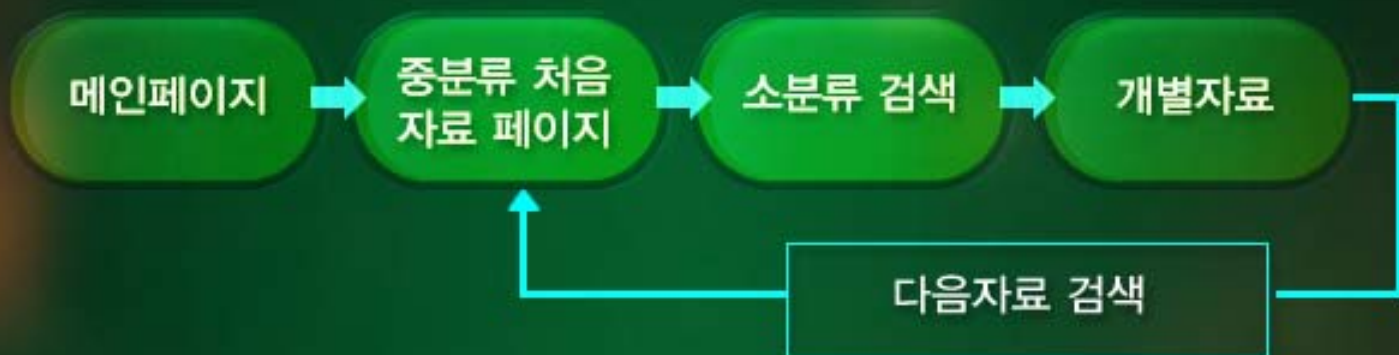 메인페이지
중분류 처음
자료 페이지
소분류 검색
개별자료
다음자료 검색